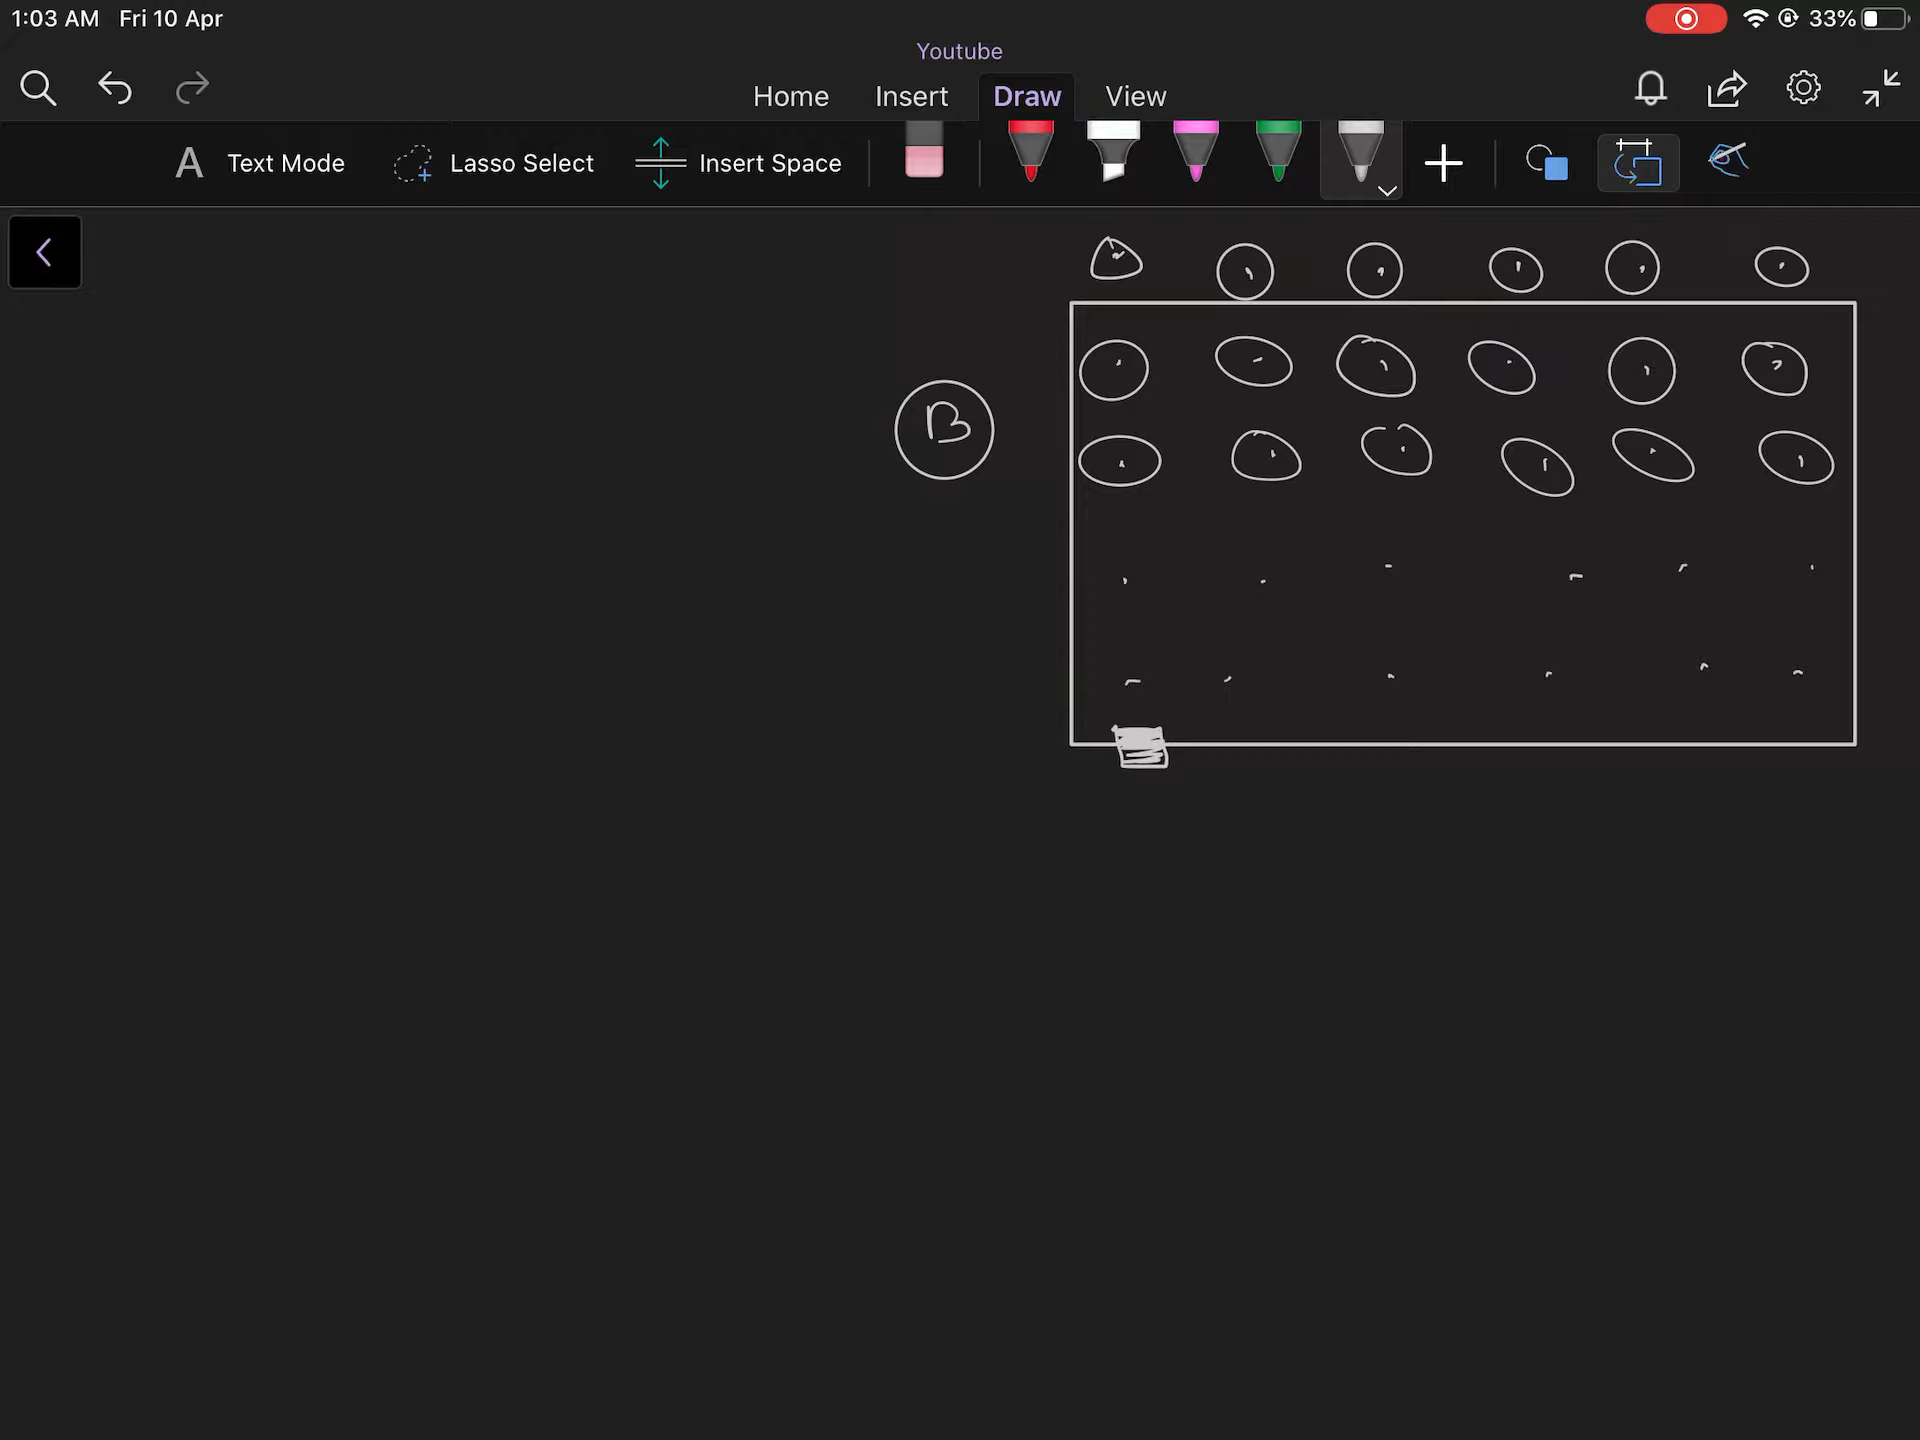 1:03 AM Fri 10 Apr 33%
Youtube
Home Insert Draw View
A Text Mode Lasso Select Insert Space
B